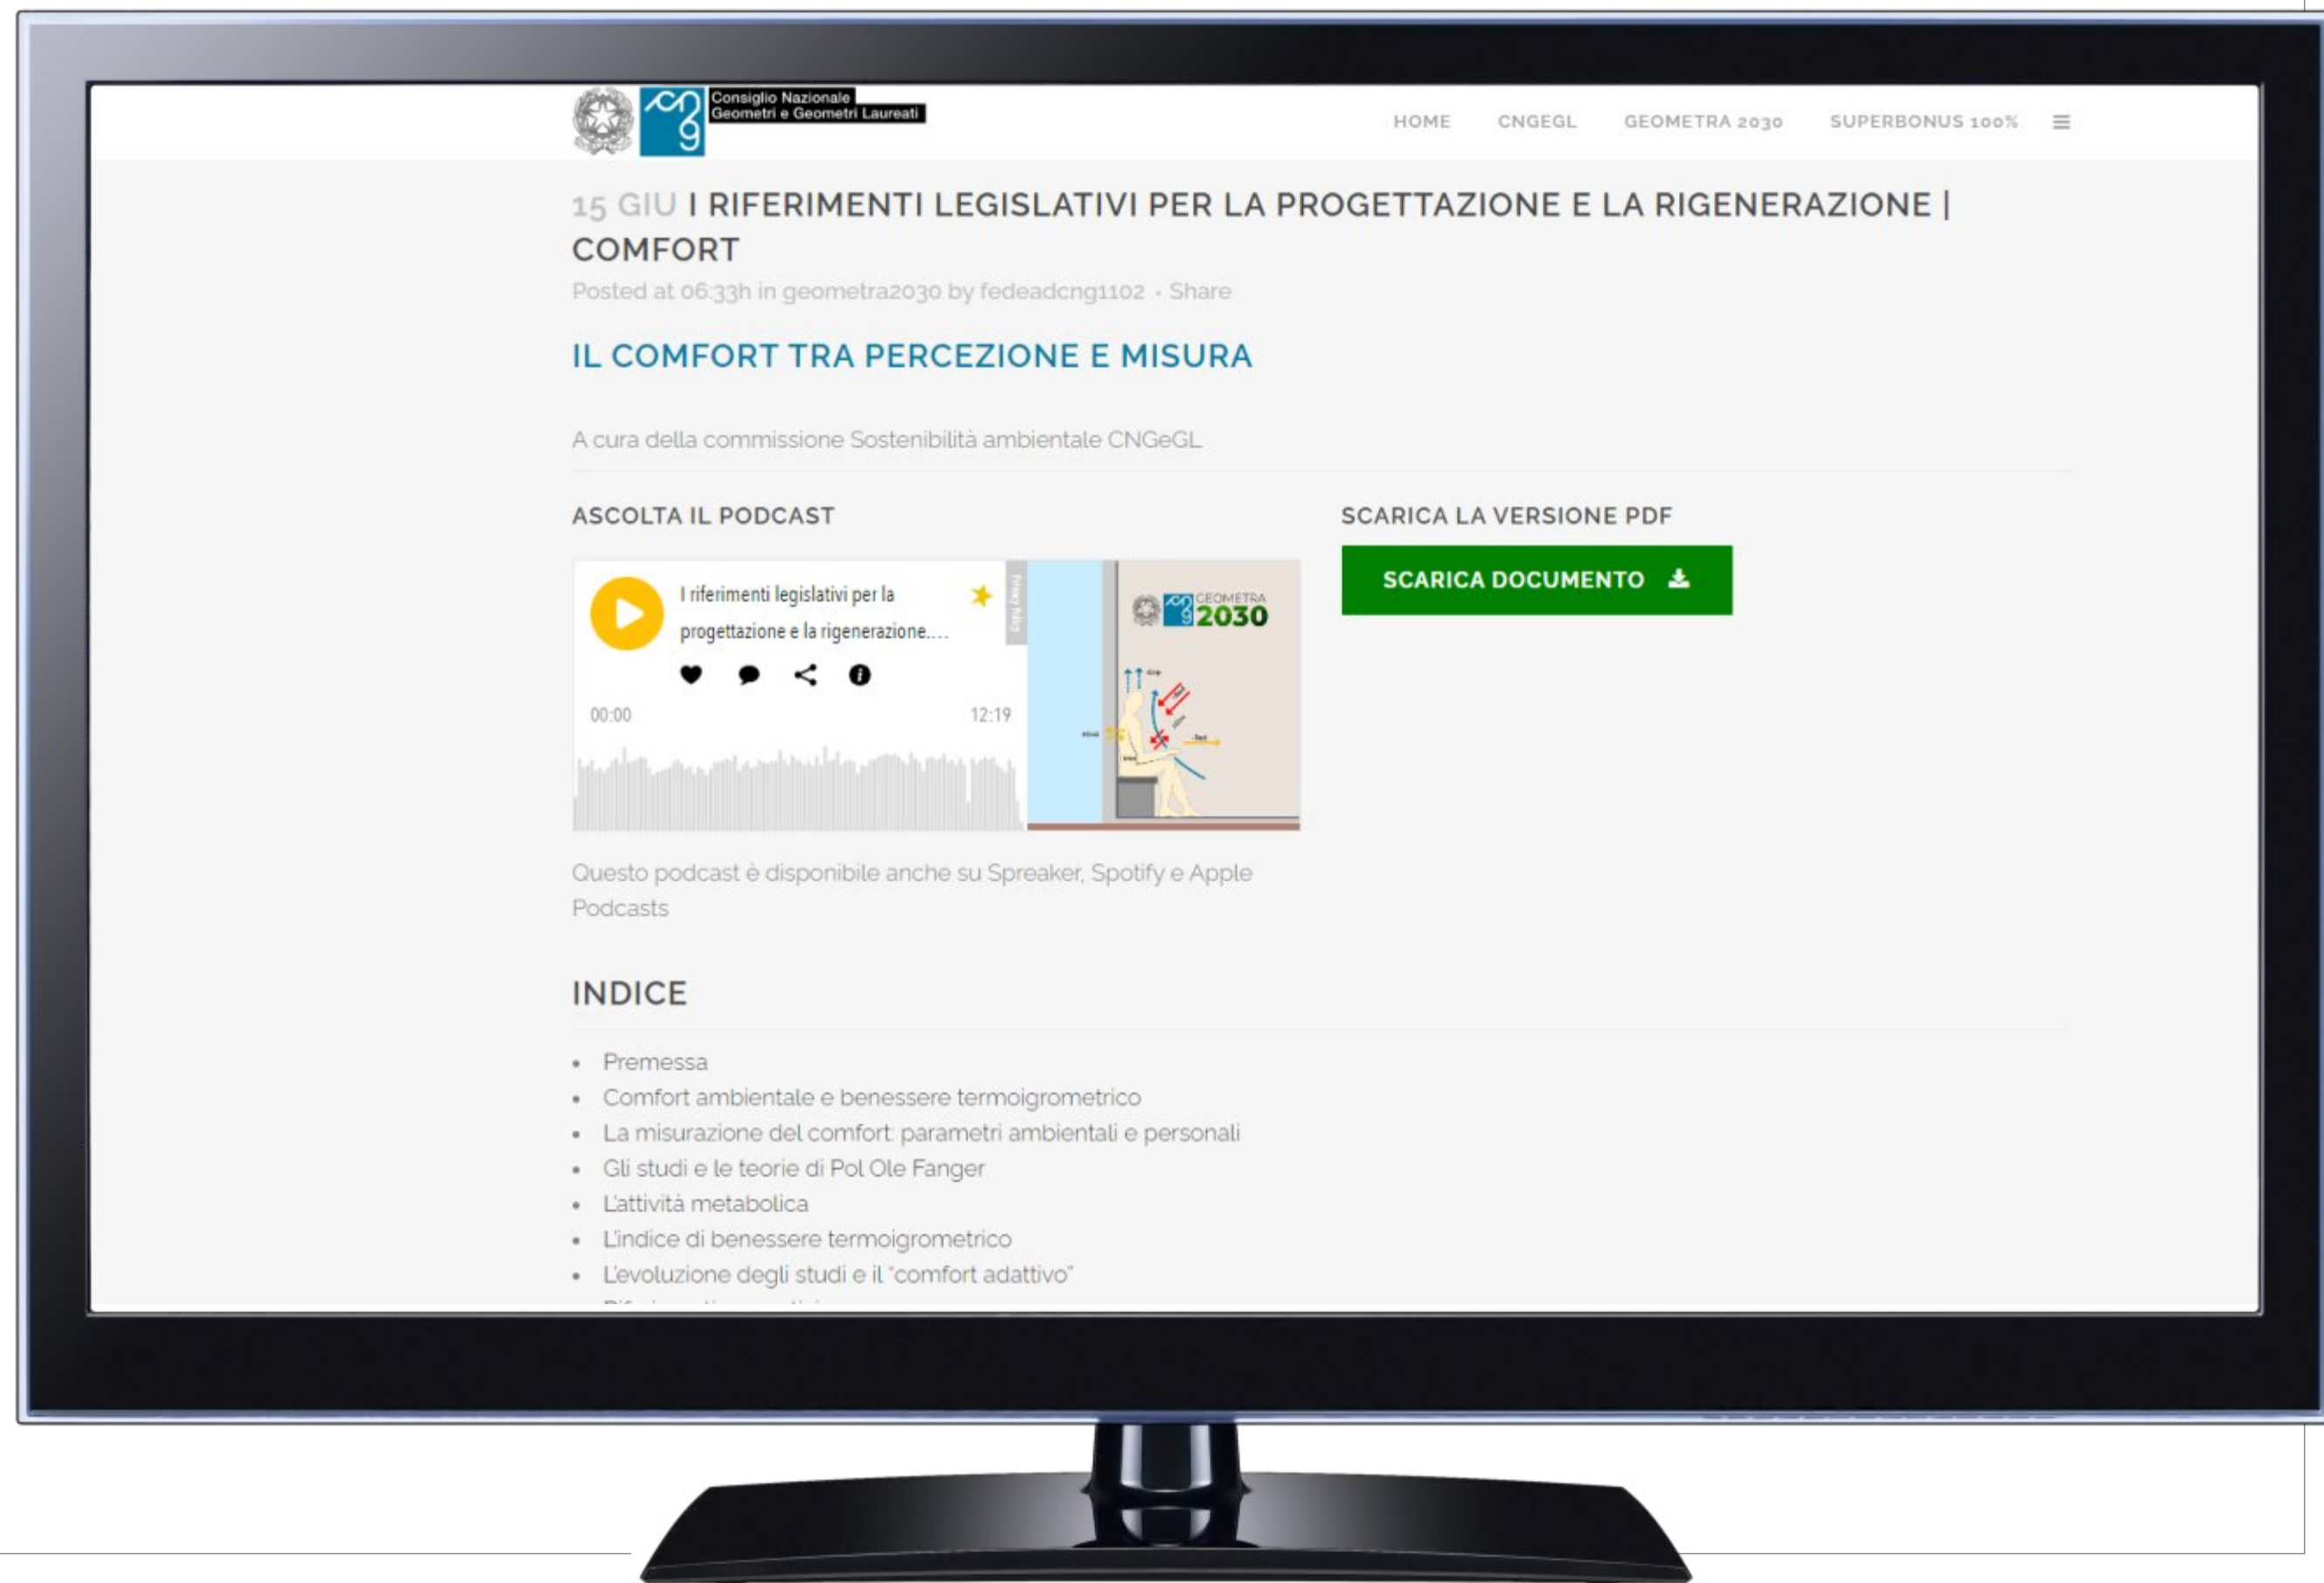 Consiglio Nazionale
Geometri e Geometri Laureati
HOME CNGEGL GEOMETRA 2030 SUPERBONUS 100%
15 GIU I RIFERIMENTI LEGISLATIVI PER LA PROGETTAZIONE E LA RIGENERAZIONE |
COMFORT
Posted at 06:33h in geometra2030 by fedeadcng1102 • Share
IL COMFORT TRA PERCEZIONE E MISURA
A cura della commissione Sostenibilità ambientale CNGeGL
ASCOLTA IL PODCAST
I riferimenti legislativi per la
progettazione e la rigenerazione....
Privacy Policy
00:00 12:19
GEOMETRA
2030
Questo podcast è disponibile anche su Spreaker, Spotify e Apple
Podcasts
SCARICA LA VERSIONE PDF
SCARICA DOCUMENTO
INDICE
• Premessa
• Comfort ambientale e benessere termoigrometrico
• La misurazione del comfort: parametri ambientali e personali
• Gli studi e le teorie di Pol Ole Fanger
• L'attività metabolica
• L'indice di benessere termoigrometrico
• L'evoluzione degli studi e il "comfort adattivo"